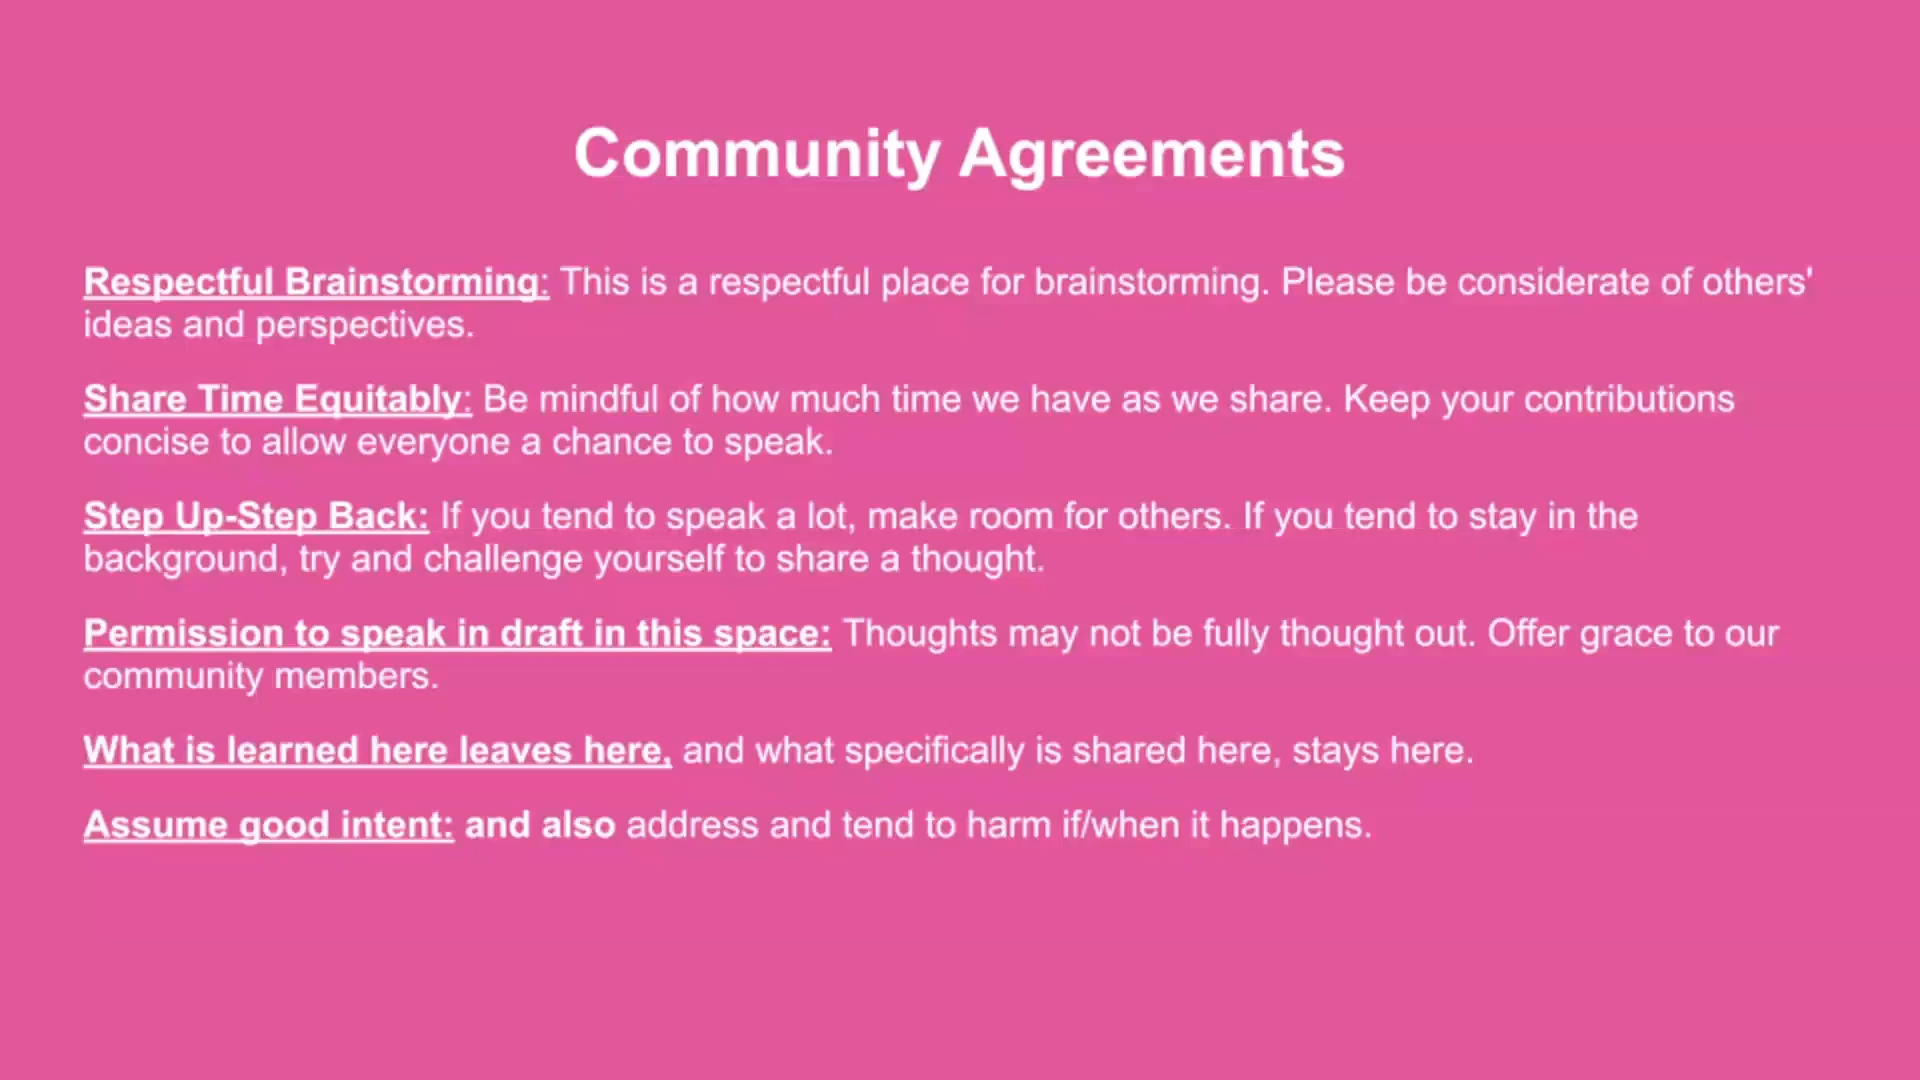 Community Agreements
Respectful Brainstorming: This is a respectful place for brainstorming. Please be considerate of others'
ideas and perspectives.
Share Time Equitably: Be mindful of how much time we have as we share. Keep your contributions
concise to allow everyone a chance to speak.
Step Up-Step Back: If you tend to speak a lot, make room for others. If you tend to stay in the
background, try and challenge yourself to share a thought.
Permission to speak in draft in this space: Thoughts may not be fully thought out. Offer grace to our
community members.
What is learned here leaves here, and what specifically is shared here, stays here.
Assume good intent: and also address and tend to harm if/when it happens.